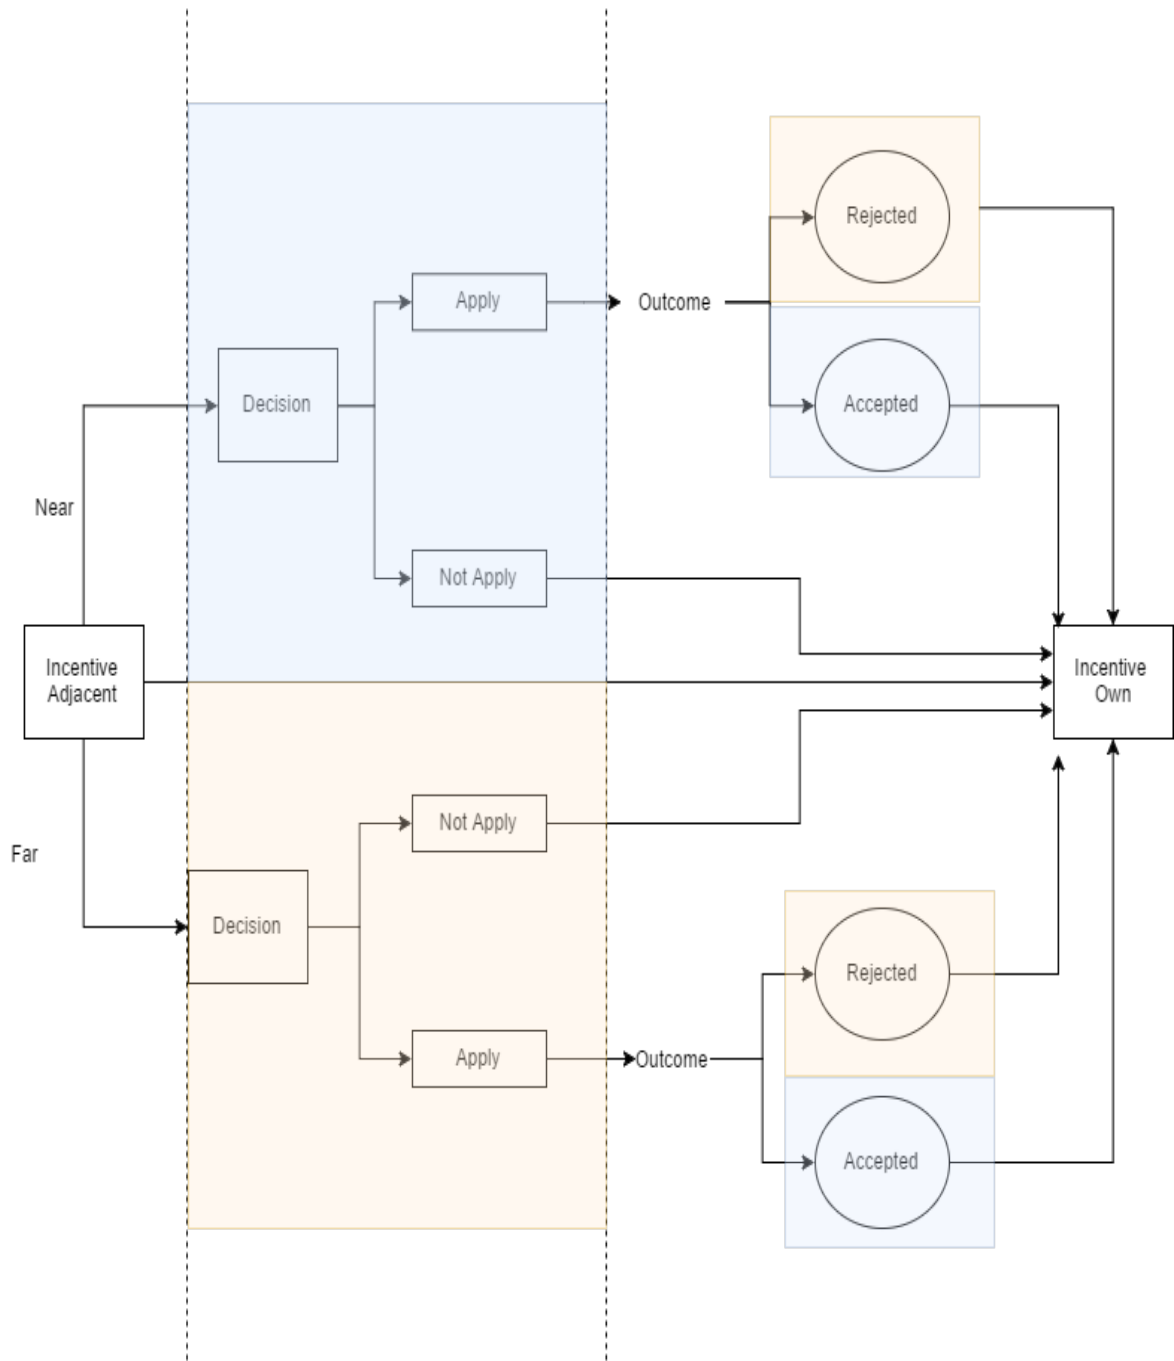 Rejected
Apply
Outcome
Decision
Accepted
Near
Not Apply
Incentive
Adjacent
Incentive
Own
Not Apply
Far
Decision
Rejected
Apply
Outcome
Accepted